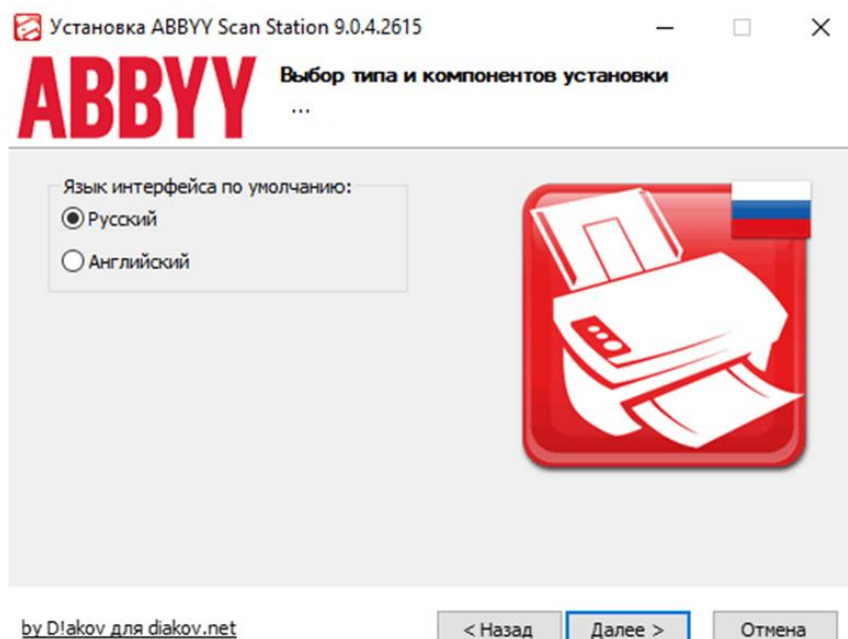 Установка ABBYY Scan Station 9.0.4.2615
ABBYY
Выбор типа и компонентов установки
...
Язык интерфейса по умолчанию:
Русский
Английский
by D!akov для diakov.net
< Назад
Далее >
Отмена